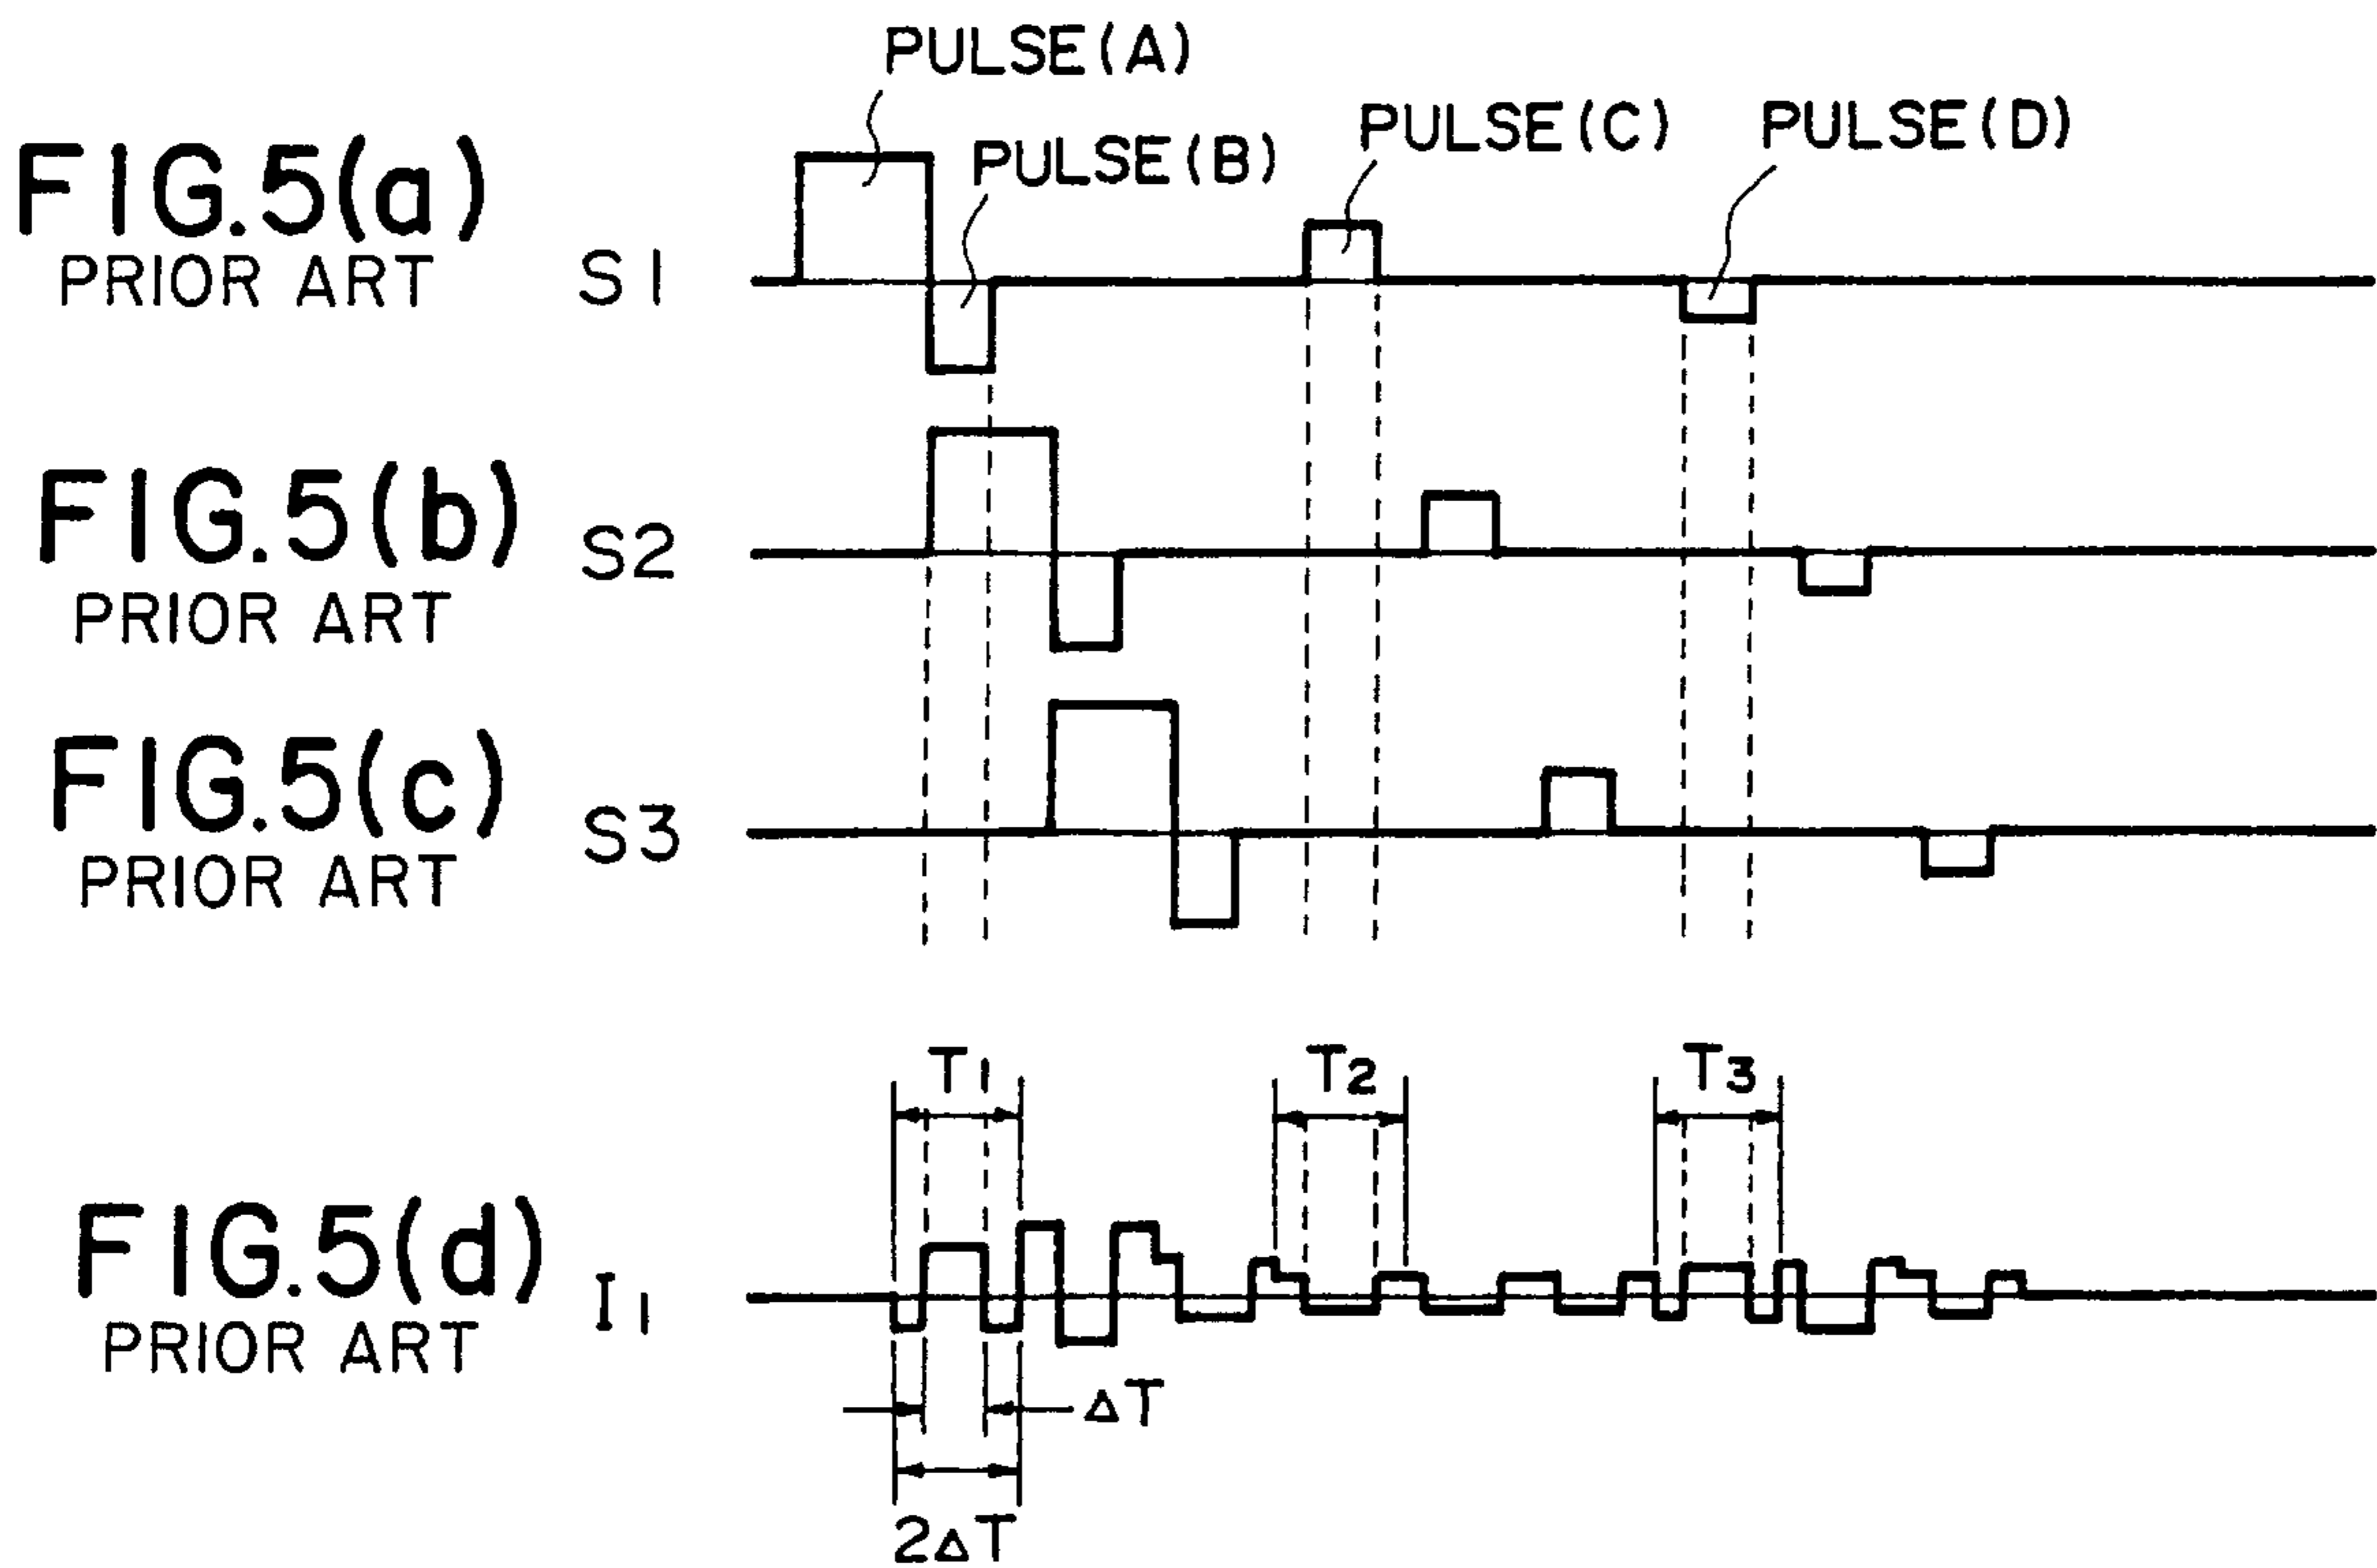 PULSE(A)
PULSE(B)
PULSE(C)
PULSE(D)
FIG.5(a)
PRIOR ART
S1
FIG.5(b)
PRIOR ART
S2
FIG.5(c)
PRIOR ART
S3
T1
T2
T3
FIG.5(d)
PRIOR ART
I1
ΔT
2ΔT